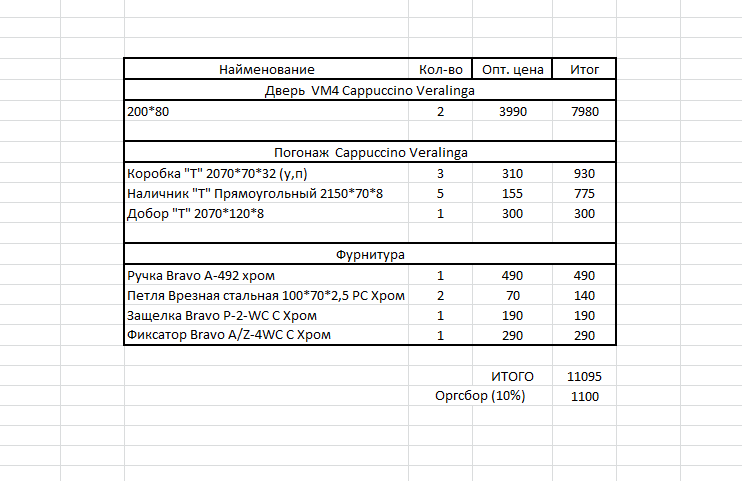 Наименование Кол-во Опт. цена Итог
Дверь VM4 Cappuccino Veralinga
200*80 2 3990 7980
Погонаж Cappuccino Veralinga
Коробка "Т" 2070*70*32 (у,п) 3 310 930
Наличник "Т" Прямоугольный 2150*70*8 5 155 775
Добор "Т" 2070*120*8 1 300 300
Фурнитура
Ручка Bravo A-492 хром 1 490 490
Петля Врезная стальная 100*70*2,5 PC Хром 2 70 140
Защелка Bravo P-2-WC C Хром 1 190 190
Фиксатор Bravo A/Z-4WC C Хром 1 290 290
ИТОГО 11095
Оргсбор (10%) 1100